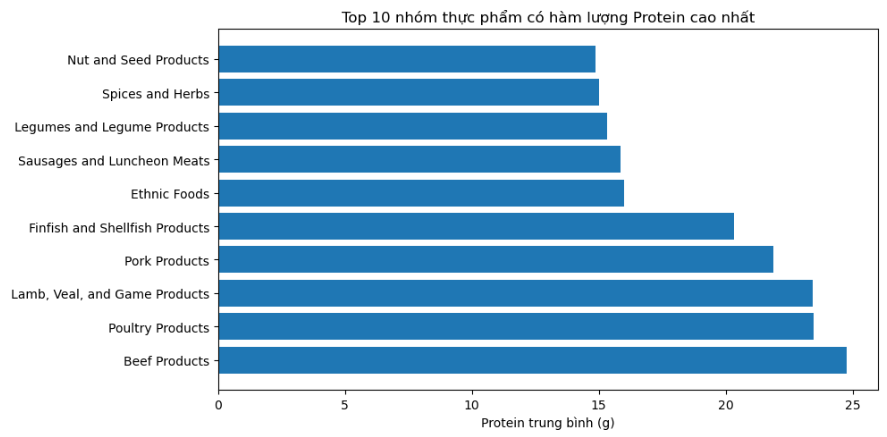 Top 10 nhóm thực phẩm có hàm lượng Protein cao nhất
Nut and Seed Products
Spices and Herbs
Legumes and Legume Products
Sausages and Luncheon Meats
Ethnic Foods
Finfish and Shellfish Products
Pork Products
Lamb, Veal, and Game Products
Poultry Products
Beef Products
0 5 10 15 20 25
Protein trung bình (g)